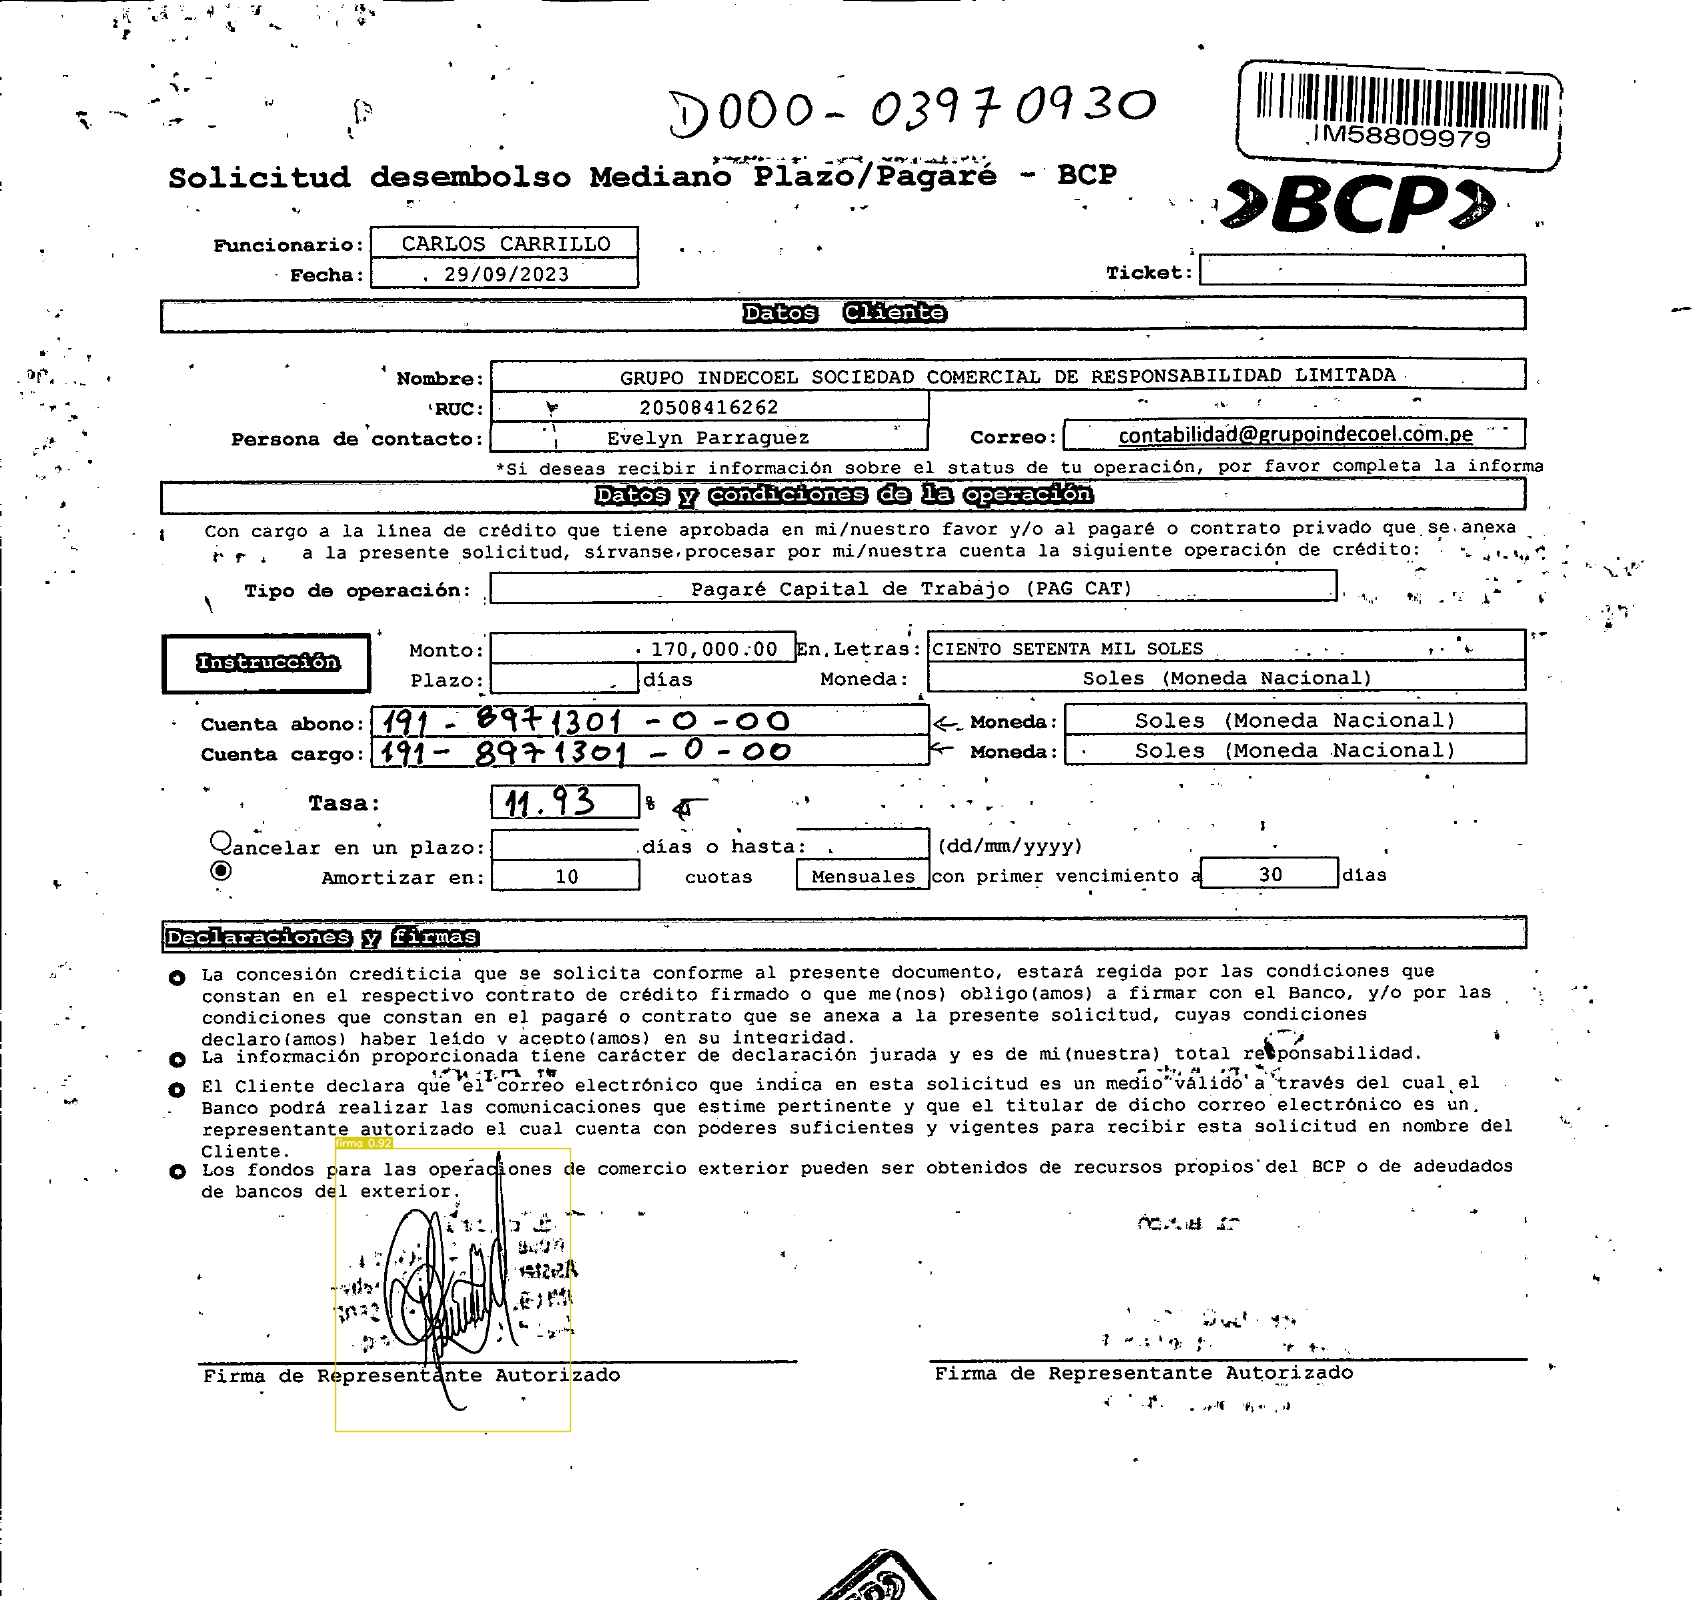 D000-03970930
IM58809979
Solicitud desembolso Mediano Plazo/Pagaré - BCP
BCP
Funcionario: CARLOS CARRILLO
Fecha: 29/09/2023
Ticket:
Datos Cliente
Nombre: GRUPO INDECOEL SOCIEDAD COMERCIAL DE RESPONSABILIDAD LIMITADA
RUC: 20508416262
Persona de contacto: Evelyn Parraguez Correo: contabilidad@grupoindecoel.com.pe
*Si deseas recibir información sobre el status de tu operación, por favor completa la informa
Datos y condiciones de la operación
Con cargo a la línea de crédito que tiene aprobada en mi/nuestro favor y/o al pagaré o contrato privado que se anexa
a la presente solicitud, sírvanse procesar por mi/nuestra cuenta la siguiente operación de crédito:
Tipo de operación: Pagaré Capital de Trabajo (PAG CAT)
Instrucción
Monto: 170,000.00 En Letras: CIENTO SETENTA MIL SOLES
Plazo: días Moneda: Soles (Moneda Nacional)
Cuenta abono: 191-8971301-0-00 Moneda: Soles (Moneda Nacional)
Cuenta cargo: 191-8971301-0-00 Moneda: Soles (Moneda Nacional)
Tasa: 11.93 %
Cancelar en un plazo: días o hasta: (dd/mm/yyyy)
Amortizar en: 10 cuotas Mensuales con primer vencimiento a 30 días
Declaraciones y firmas
La concesión crediticia que se solicita conforme al presente documento, estará regida por las condiciones que
constan en el respectivo contrato de crédito firmado o que me(nos) obligo(amos) a firmar con el Banco, y/o por las
condiciones que constan en el pagaré o contrato que se anexa a la presente solicitud, cuyas condiciones
declaro(amos) haber leído y acepto(amos) en su integridad.
La información proporcionada tiene carácter de declaración jurada y es de mi(nuestra) total responsabilidad.
El Cliente declara que el correo electrónico que indica en esta solicitud es un medio válido a través del cual el
Banco podrá realizar las comunicaciones que estime pertinente y que el titular de dicho correo electrónico es un
representante autorizado el cual cuenta con poderes suficientes y vigentes para recibir esta solicitud en nombre del
Cliente.
firma 0.92
Los fondos para las operaciones de comercio exterior pueden ser obtenidos de recursos propios del BCP o de adeudados
de bancos del exterior.
Firma de Representante Autorizado
Firma de Representante Autorizado